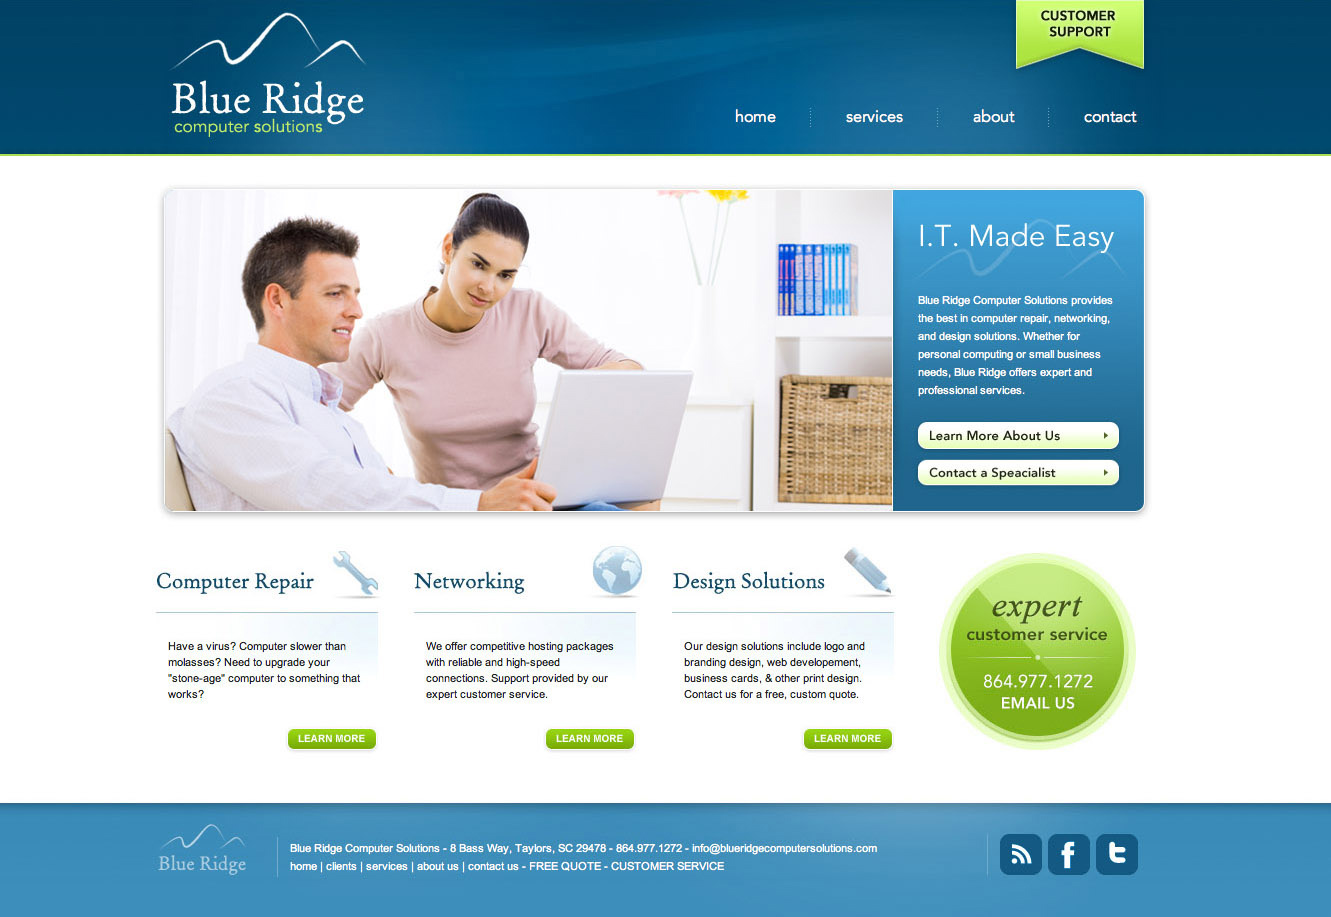 CUSTOMER
SUPPORT
Blue Ridge
computer solutions
home services about contact
I.T. Made Easy
Blue Ridge Computer Solutions provides
the best in computer repair, networking,
and design solutions. Whether for
personal computing or small business
needs, Blue Ridge offers expert and
professional services.
Learn More About Us
Contact a Speacialist
Computer Repair
Have a virus? Computer slower than
molasses? Need to upgrade your
"stone-age" computer to something that
works?
LEARN MORE
Networking
We offer competitive hosting packages
with reliable and high-speed
connections. Support provided by our
expert customer service.
LEARN MORE
Design Solutions
Our design solutions include logo and
branding design, web developement,
business cards, & other print design.
Contact us for a free, custom quote.
LEARN MORE
expert
customer service
864.977.1272
EMAIL US
Blue Ridge
Blue Ridge Computer Solutions - 8 Bass Way, Taylors, SC 29478 - 864.977.1272 - info@blueridgecomputersolutions.com
home | clients | services | about us | contact us - FREE QUOTE - CUSTOMER SERVICE